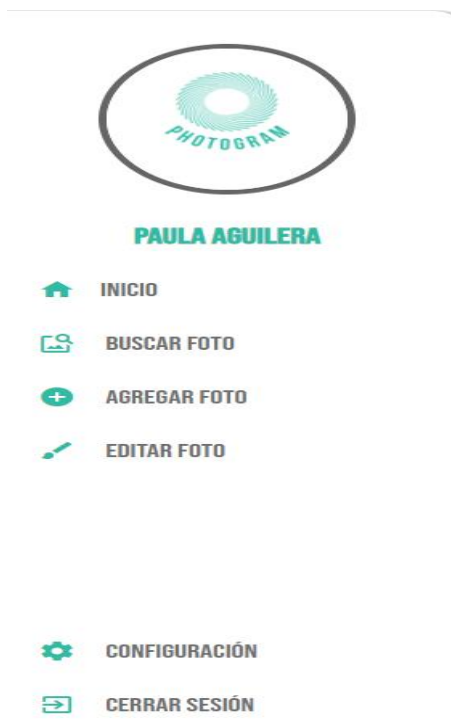 PHOTOGRAM
PAULA AGUILERA
INICIO
BUSCAR FOTO
AGREGAR FOTO
EDITAR FOTO
CONFIGURACIÓN
CERRAR SESIÓN